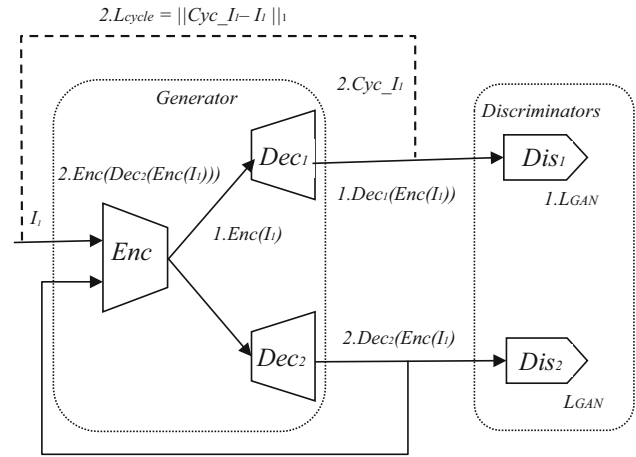 2.Lcycle = ||Cyc_I₁– I₁ ||₁
2.Cyc_I₁
Generator
Discriminators
Dec₁
Dis₁
2.Enc(Dec₂(Enc(I₁)))
1.Dec₁(Enc(I₁))
1.LGAN
I₁
1.Enc(I₁)
Enc
2.Dec₂(Enc(I₁)
Dec₂
Dis₂
LGAN